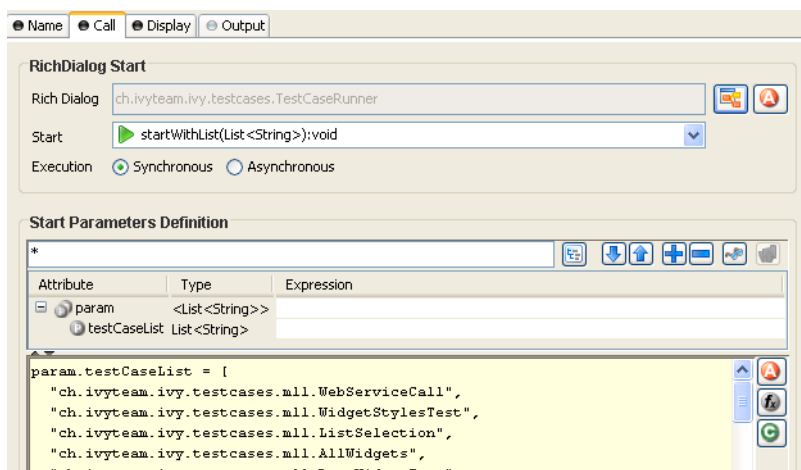 Name Call Display Output
RichDialog Start
Rich Dialog ch.ivyteam.ivy.testcases.TestCaseRunner
Start startWithList(List<String>):void
Execution Synchronous Asynchronous
Start Parameters Definition
*
Attribute Type Expression
param <List<String>>
testCaseList List<String>
param.testCaseList = [
"ch.ivyteam.ivy.testcases.mll.WebServiceCall",
"ch.ivyteam.ivy.testcases.mll.WidgetStylesTest",
"ch.ivyteam.ivy.testcases.mll.ListSelection",
"ch.ivyteam.ivy.testcases.mll.AllWidgets",